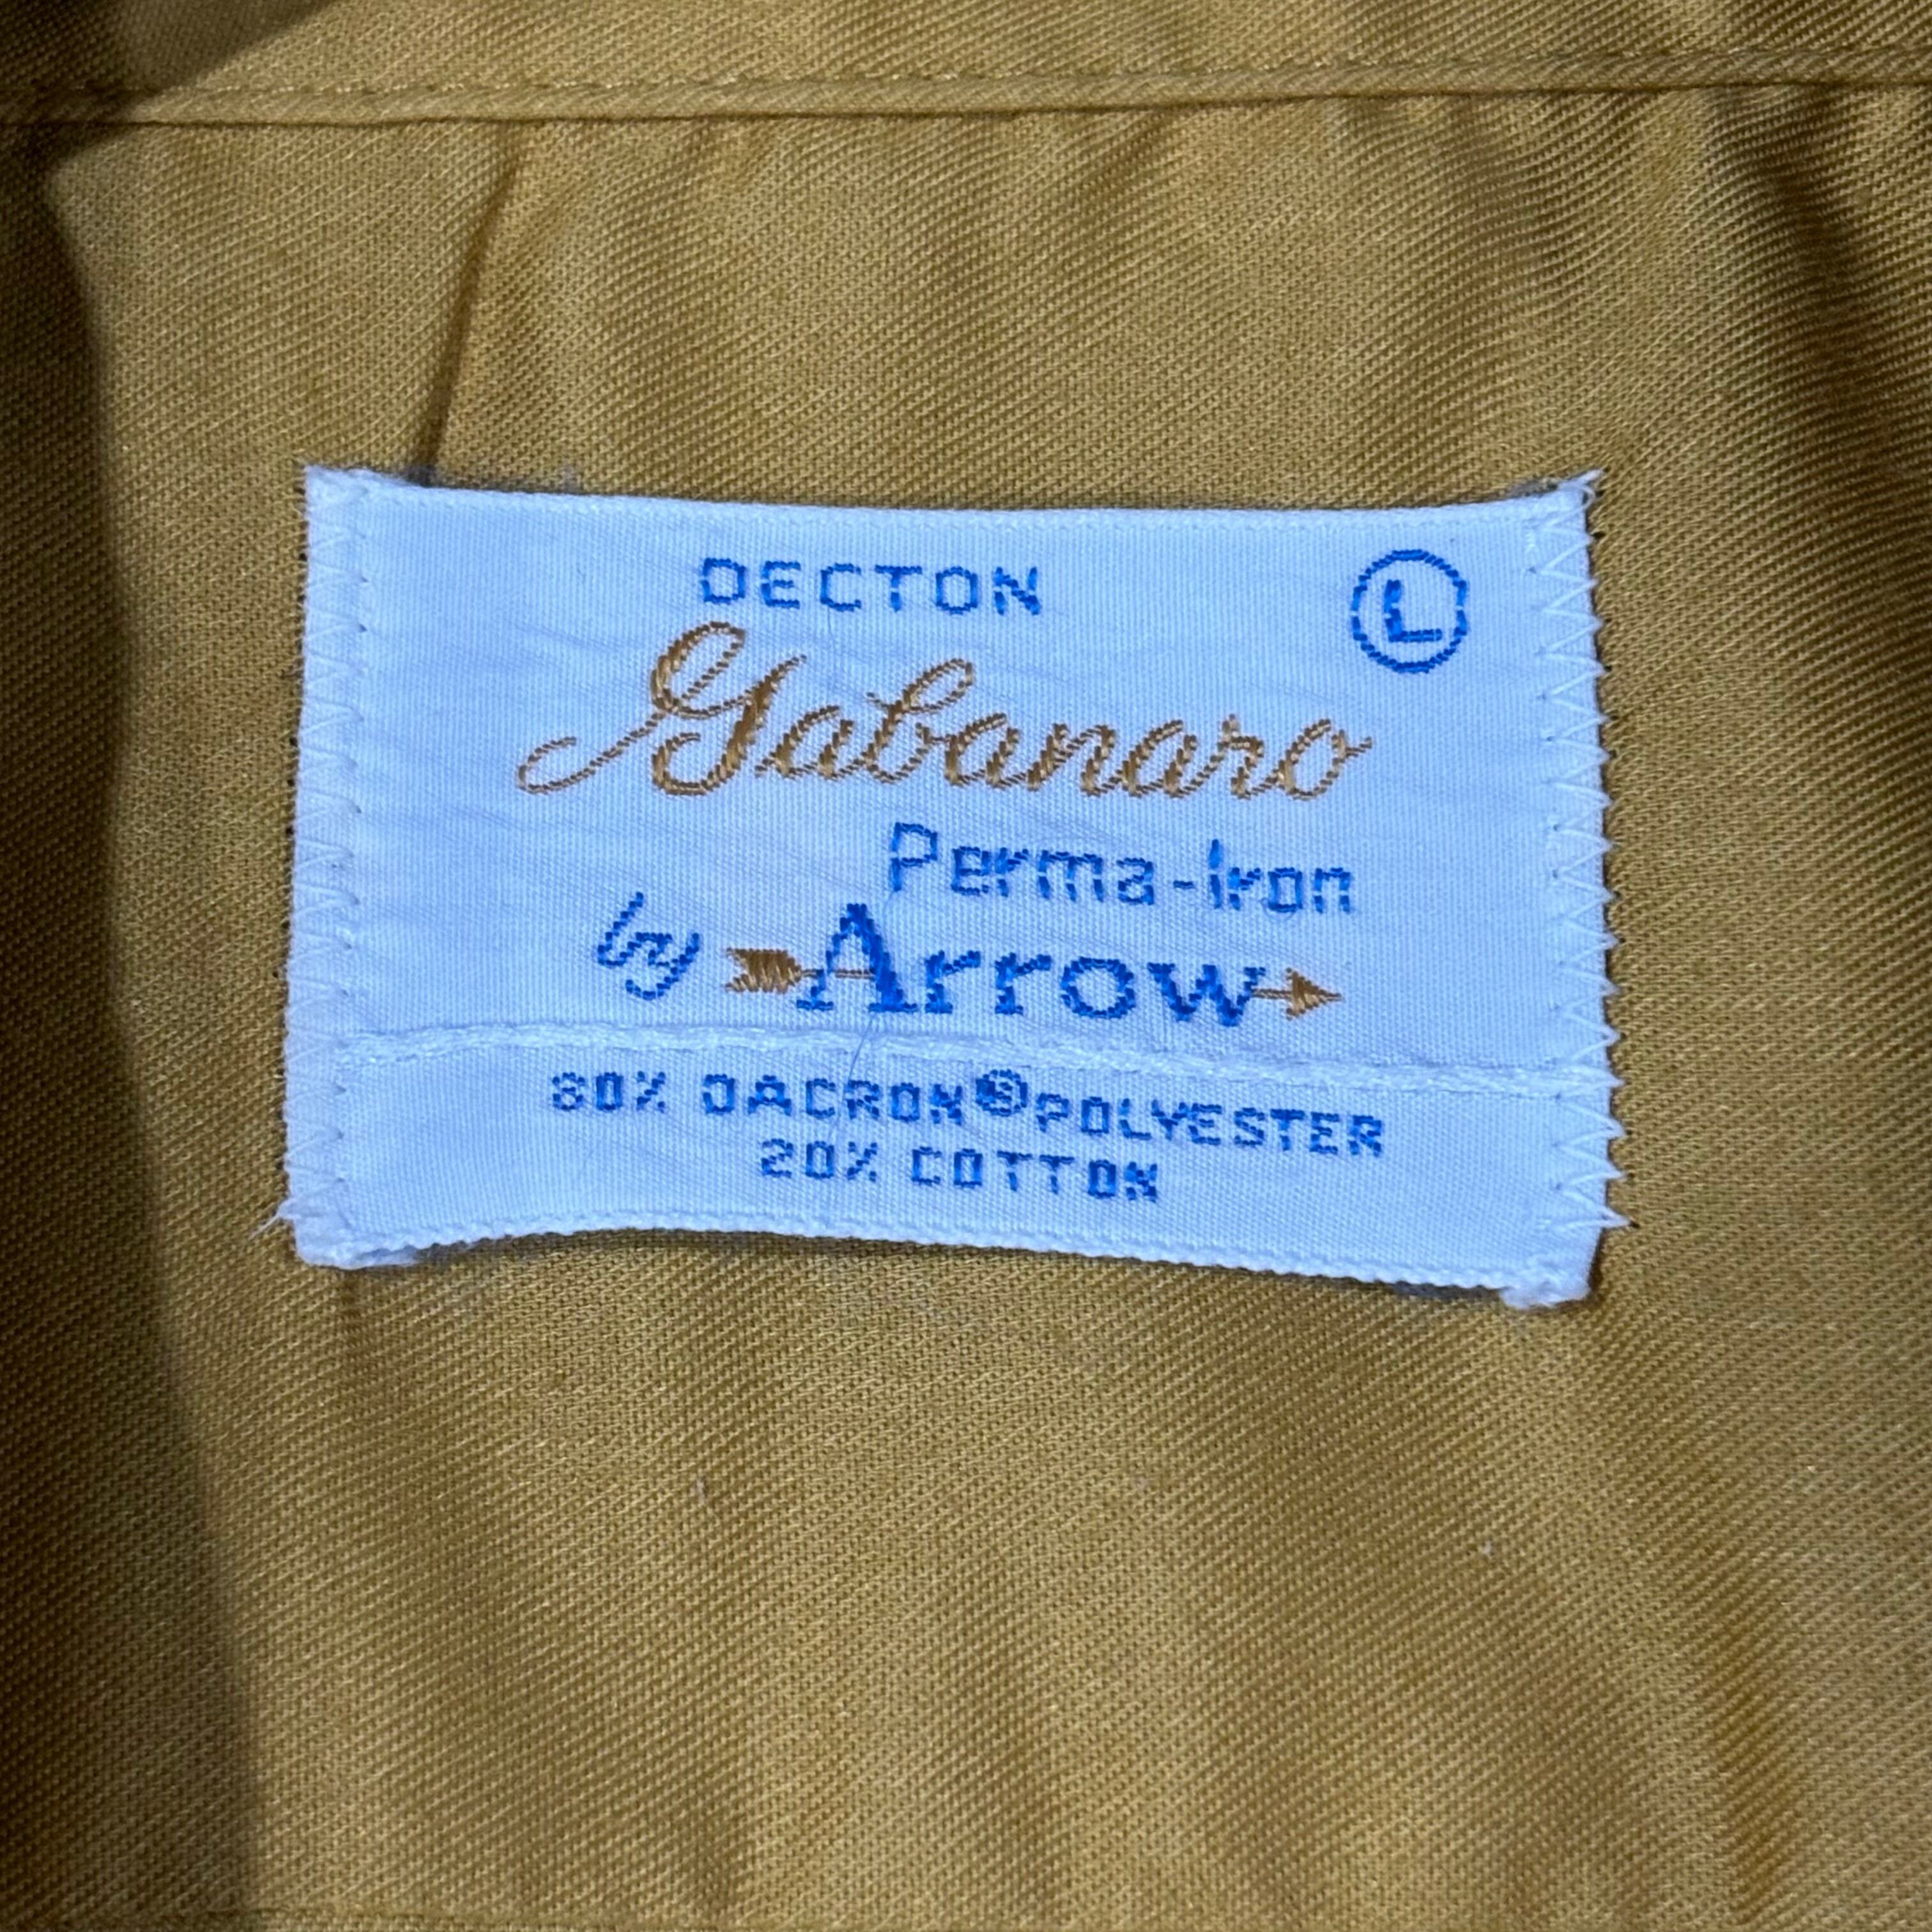 DECTON
L
Gabanaro
Perma-Iron
by Arrow
80% DACRON® POLYESTER
20% COTTON